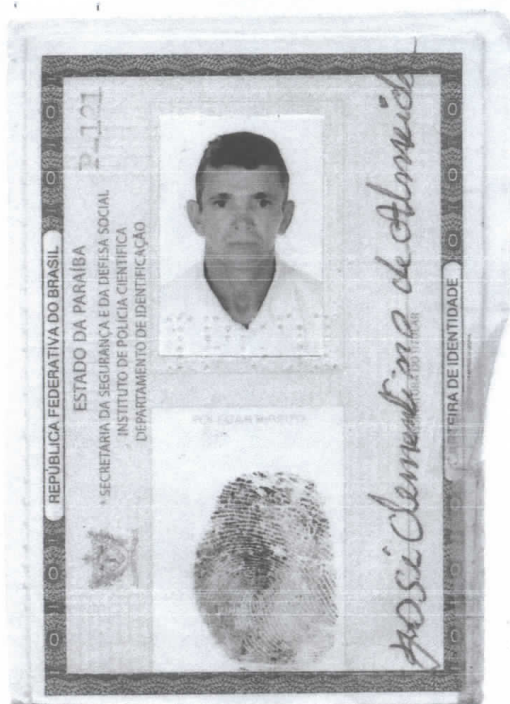 REPÚBLICA FEDERATIVA DO BRASIL
ESTADO DA PARAÍBA
P-121
SECRETARIA DA SEGURANÇA E DA DEFESA SOCIAL
INSTITUTO DE POLÍCIA CIENTÍFICA
DEPARTAMENTO DE IDENTIFICAÇÃO
José Clementino de Almeida
CARTEIRA DE IDENTIDADE